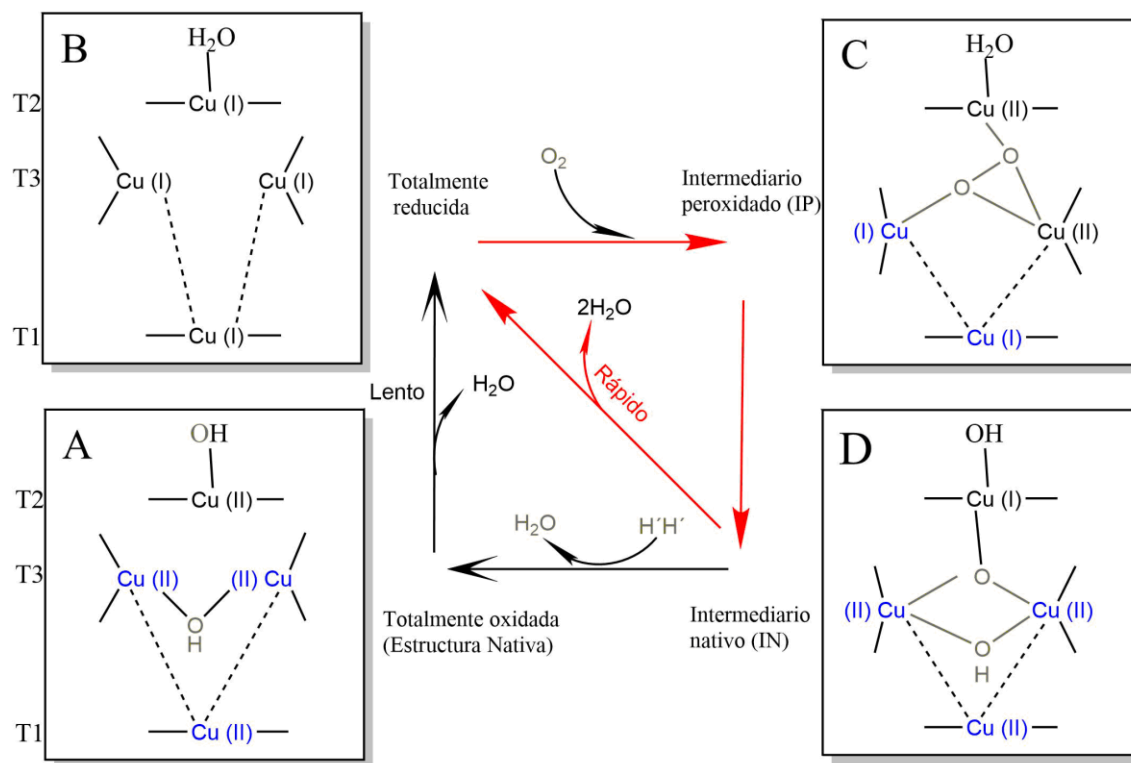 B
H2O
T2
Cu (I)
T3
Cu (I)
Cu (I)
T1
Cu (I)
Totalmente
reducida
O2
Intermediario
peroxidado (IP)
C
H2O
Cu (II)
O
O
(I) Cu
Cu (II)
Cu (I)
Lento
H2O
2H2O
Rápido
A
OH
T2
Cu (II)
T3
Cu (II)
(II) Cu
O
H
T1
Cu (II)
H2O
H´H´
Totalmente oxidada
(Estructura Nativa)
Intermediario
nativo (IN)
D
OH
Cu (I)
O
(II) Cu
Cu (II)
O
H
Cu (II)